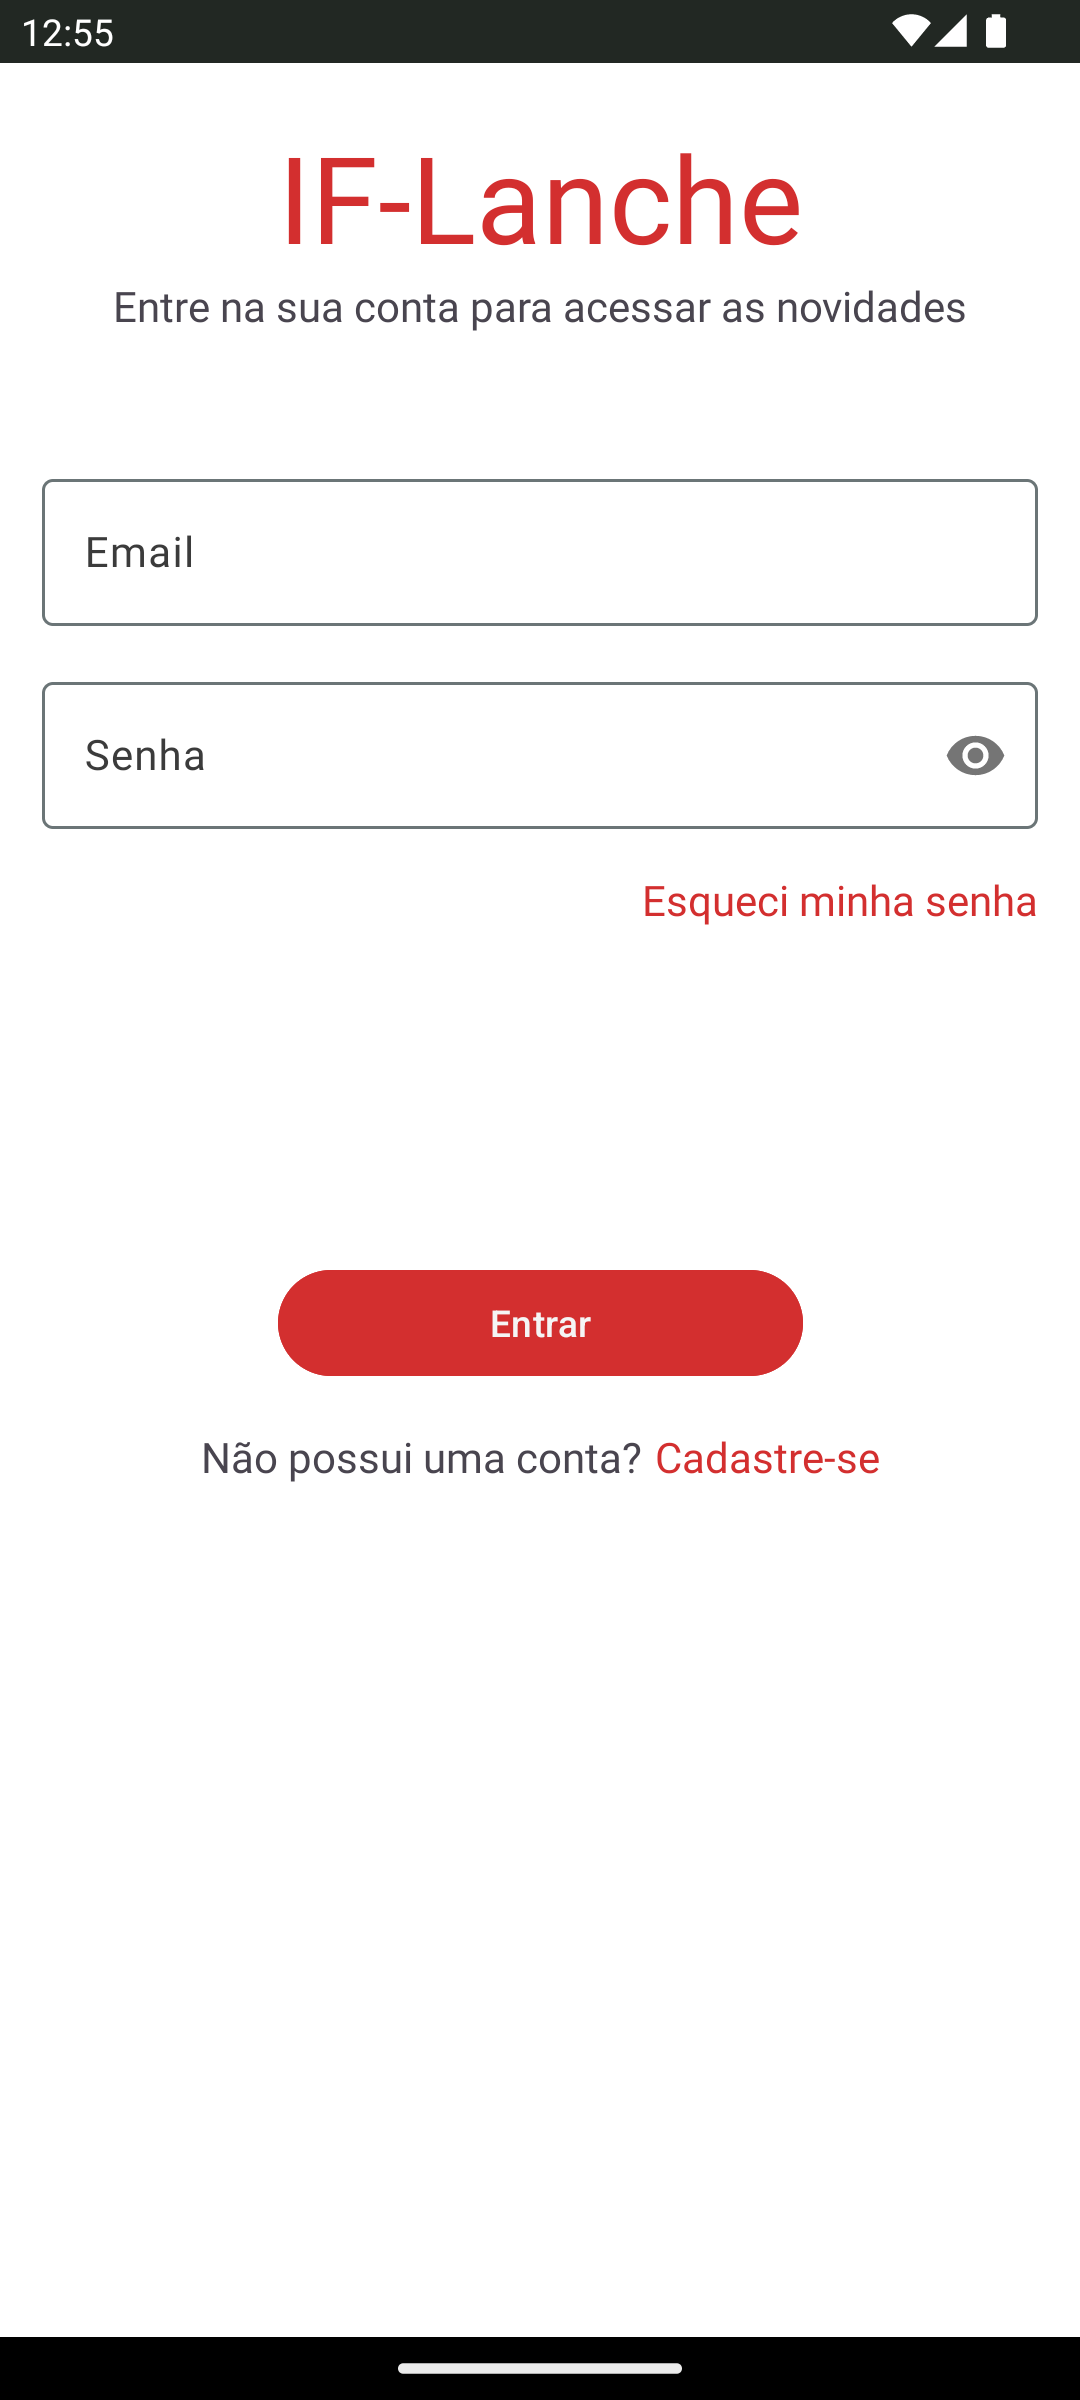 12:55
IF-Lanche
Entre na sua conta para acessar as novidades
Email
Senha
Esqueci minha senha
Entrar
Não possui uma conta? Cadastre-se